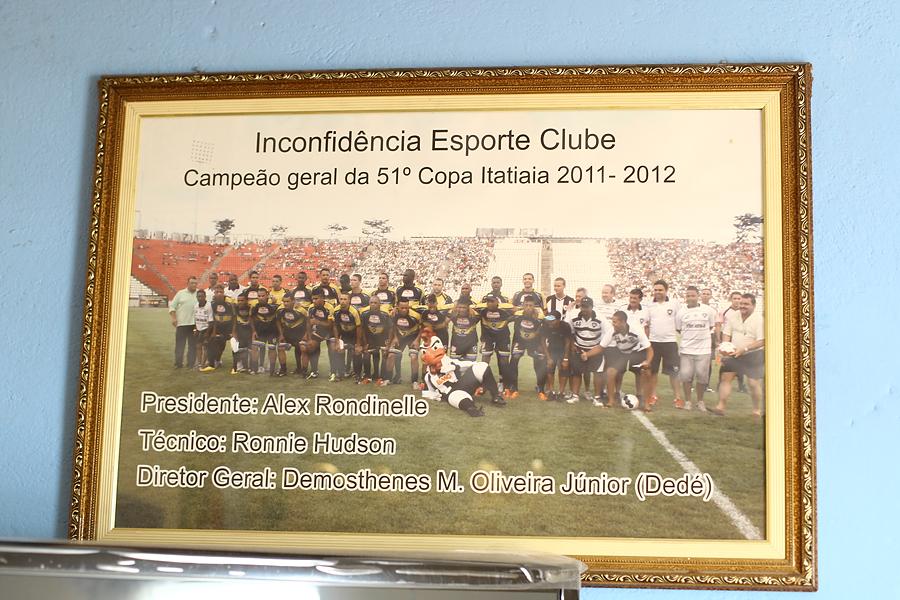 Inconfidência Esporte Clube
Campeão geral da 51º Copa Itatiaia 2011- 2012
Presidente: Alex Rondinelle
Técnico: Ronnie Hudson
Diretor Geral: Demosthenes M. Oliveira Júnior (Dedé)